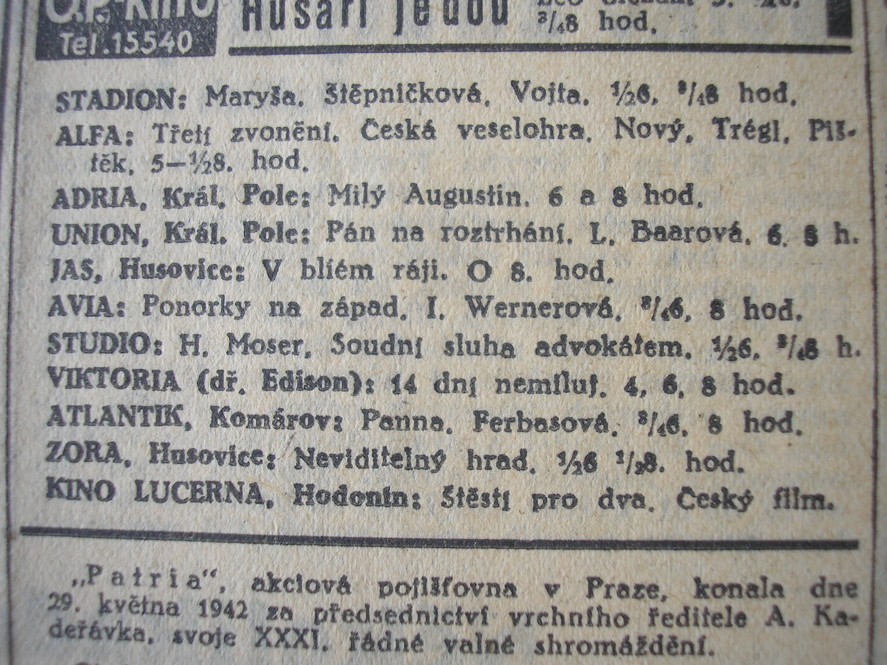 O.P.-Kino Husaři jedou
Tel. 15540 ¾8 hod.
STADION: Maryša. Štěpničková, Vojta. ½6, ¾8 hod.
ALFA: Třetí zvonění. Česká veselohra. Nový, Trégl, Piš-
těk, 5—½8. hod.
ADRIA, Král. Pole: Milý Augustin. 6 a 8 hod.
UNION, Král. Pole: Pán na roztrhání. L. Baarová. 6. 8 h.
JAS, Husovice: V bliém ráji. O 8. hod.
AVIA: Ponorky na západ. I. Wernerová. ¾6, 8 hod.
STUDIO: H. Moser, Soudní sluha advokátem. ½6, ¾8 h.
VIKTORIA (dř. Edison): 14 dní nemiluj. 4, 6, 8 hod.
ATLANTIK, Komárov: Panna. Ferbasová. ¾6, 8 hod.
ZORA, Husovice: Neviditelný hrad. ½6 ½8. hod.
KINO LUCERNA, Hodonín: Štěstí pro dva. Český film.
„Patria“, akciová pojišťovna v Praze, konala dne
29. května 1942 za předsednictví vrchního ředitele A. Ka-
deřávka, svoje XXXI. řádné valné shromáždění.